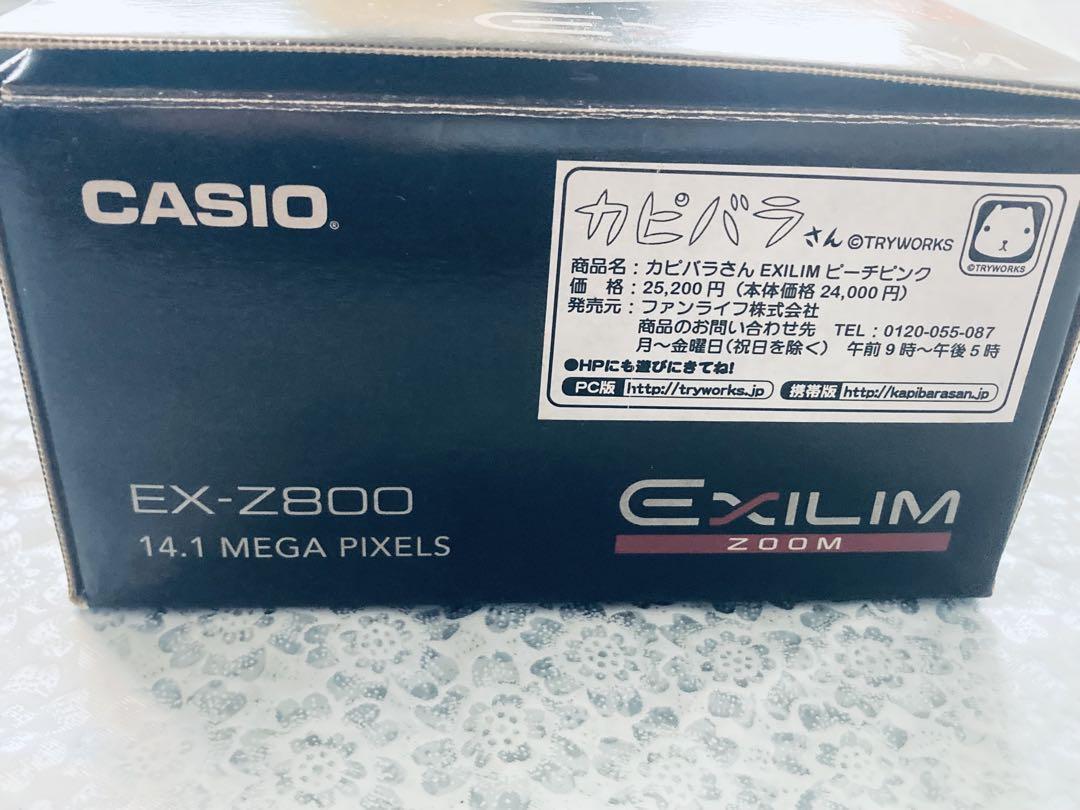 CASIO®
カピバラさん ©TRYWORKS
©TRYWORKS
商品名：カピバラさん EXILIM ピーチピンク
価　格：25,200円（本体価格 24,000円）
発売元：ファンライフ株式会社
商品のお問い合わせ先　TEL：0120-055-087
月～金曜日(祝日を除く)　午前9時～午後5時
●HPにも遊びにきてね!
PC版 http://tryworks.jp 携帯版 http://kapibarasan.jp
EX-Z800
14.1 MEGA PIXELS
EXILIM
ZOOM